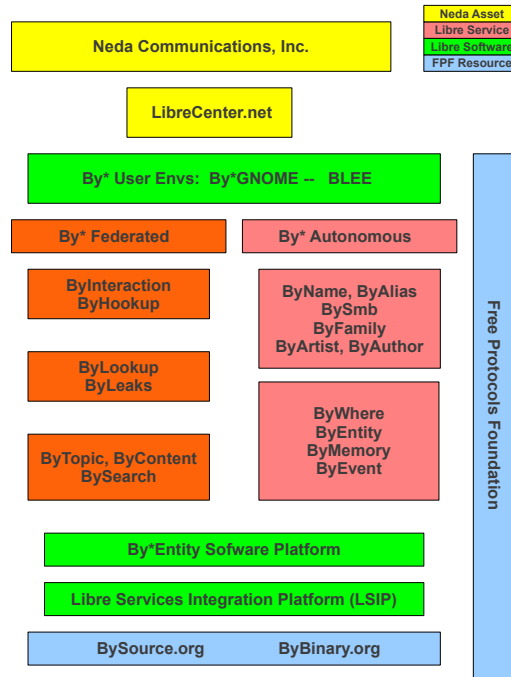 Neda Asset
Libre Service
Libre Software
FPF Resource
Neda Communications, Inc.
LibreCenter.net
By* User Envs: By*GNOME -- BLEE
By* Federated
By* Autonomous
ByInteraction
ByHookup
ByName, ByAlias
BySmb
ByFamily
ByArtist, ByAuthor
ByLookup
ByLeaks
ByWhere
ByEntity
ByMemory
ByEvent
ByTopic, ByContent
BySearch
Free Protocols Foundation
By*Entity Sofware Platform
Libre Services Integration Platform (LSIP)
BySource.org ByBinary.org